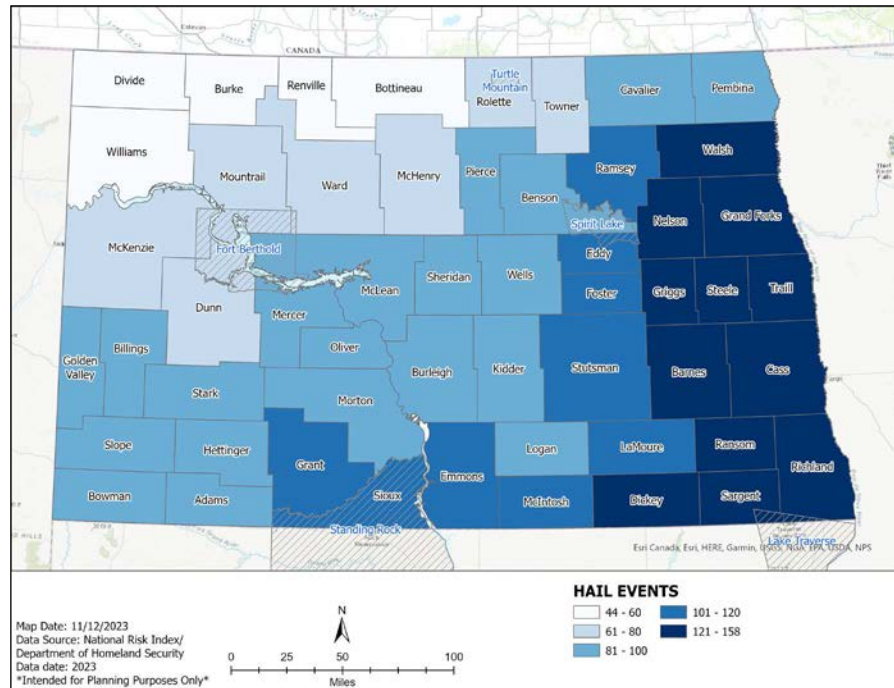 CANADA
Divide
Burke
Renville
Bottineau
Turtle
Mountain
Rolette
Towner
Cavalier
Pembina
Williams
Mountrail
Ward
McHenry
Pierce
Benson
Ramsey
Walsh
Nelson
Grand Forks
Spirit Lake
McKenzie
Fort Berthold
Eddy
McLean
Sheridan
Wells
Foster
Griggs
Steele
Traill
Dunn
Mercer
Golden
Valley
Billings
Oliver
Burleigh
Kidder
Stutsman
Barnes
Cass
Stark
Morton
Slope
Hettinger
Grant
Emmons
Logan
LaMoure
Ransom
Richland
Bowman
Adams
Sioux
McIntosh
Dickey
Sargent
Standing Rock
Lake Traverse
Esri Canada, Esri, HERE, Garmin, USGS, NGA, EPA, USDA, NPS
HAIL EVENTS
44 - 60
61 - 80
81 - 100
101 - 120
121 - 158
Map Date: 11/12/2023
Data Source: National Risk Index/
Department of Homeland Security
Data date: 2023
*Intended for Planning Purposes Only*
N
0 25 50 100
Miles